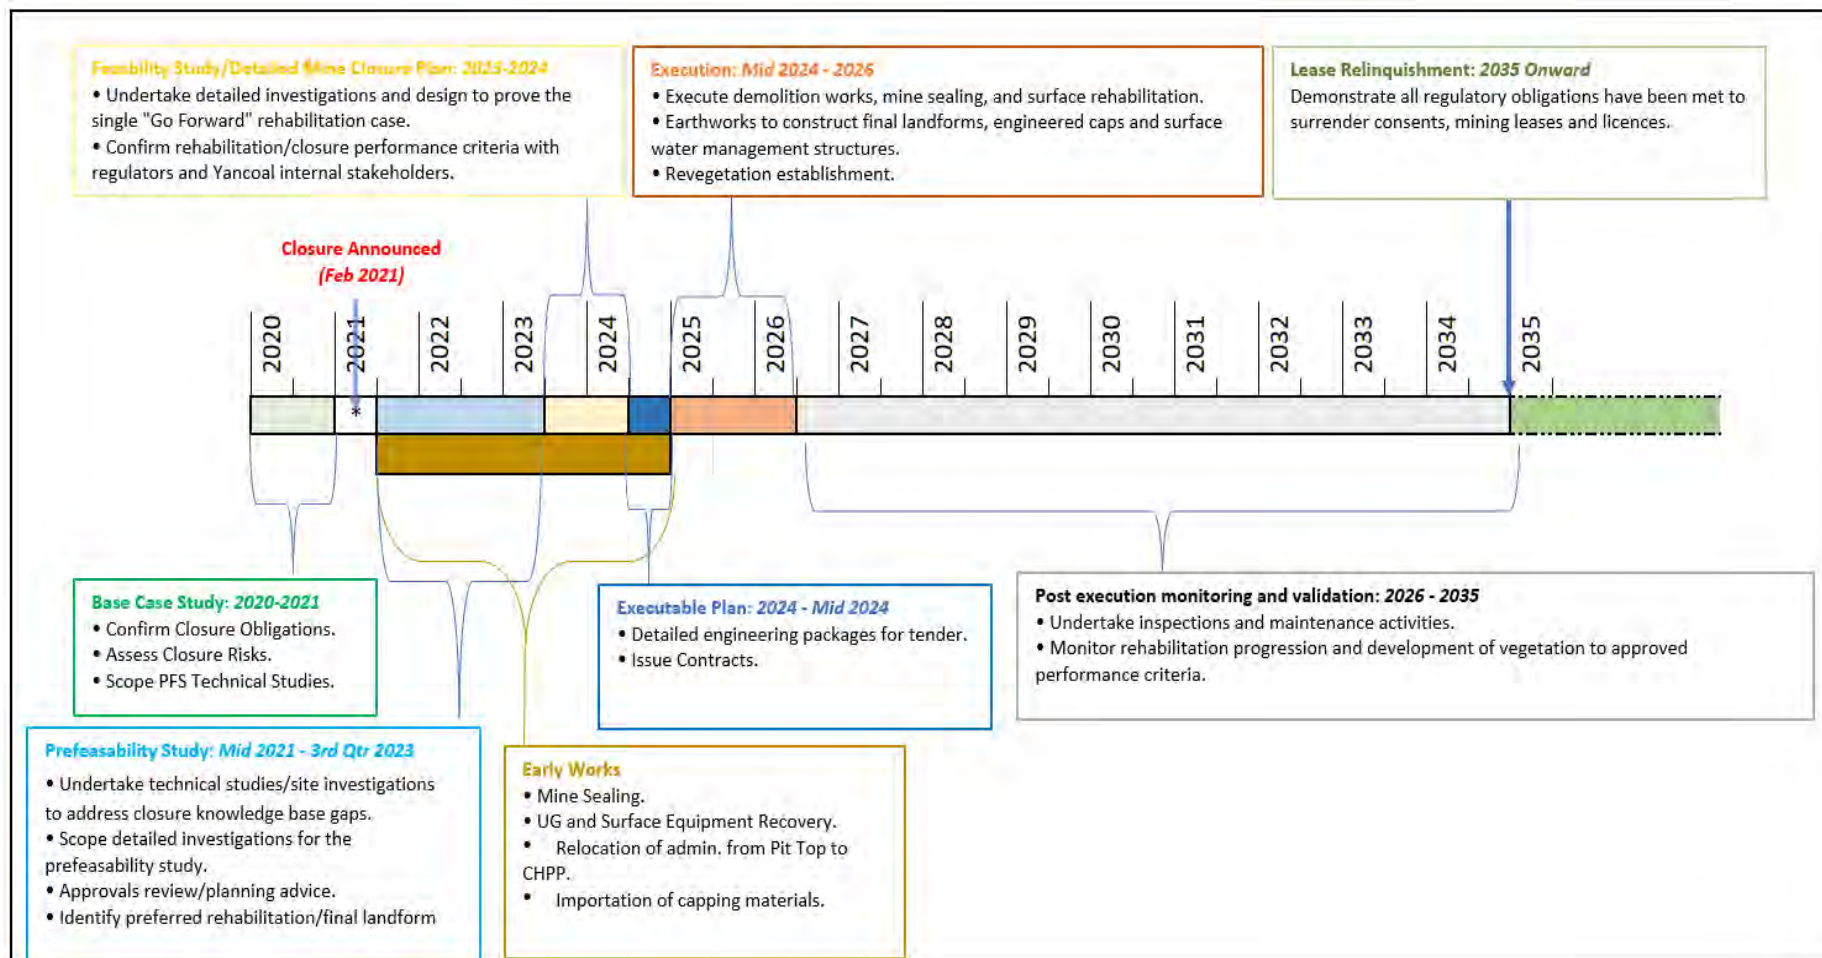 Feasbility Study/Detailed Mine Closure Plan: 2023-2024
• Undertake detailed investigations and design to prove the
single "Go Forward" rehabilitation case.
• Confirm rehabilitation/closure performance criteria with
regulators and Yancoal internal stakeholders.
Execution: Mid 2024 - 2026
• Execute demolition works, mine sealing, and surface rehabilitation.
• Earthworks to construct final landforms, engineered caps and surface
water management structures.
• Revegetation establishment.
Lease Relinquishment: 2035 Onward
Demonstrate all regulatory obligations have been met to
surrender consents, mining leases and licences.
Closure Announced
(Feb 2021)
2020
2021
2022
2023
2024
2025
2026
2027
2028
2029
2030
2031
2032
2033
2034
2035
*
Base Case Study: 2020-2021
• Confirm Closure Obligations.
• Assess Closure Risks.
• Scope PFS Technical Studies.
Executable Plan: 2024 - Mid 2024
• Detailed engineering packages for tender.
• Issue Contracts.
Post execution monitoring and validation: 2026 - 2035
• Undertake inspections and maintenance activities.
• Monitor rehabilitation progression and development of vegetation to approved
performance criteria.
Prefeasability Study: Mid 2021 - 3rd Qtr 2023
• Undertake technical studies/site investigations
to address closure knowledge base gaps.
• Scope detailed investigations for the
prefeasability study.
• Approvals review/planning advice.
• Identify preferred rehabilitation/final landform
Early Works
• Mine Sealing.
• UG and Surface Equipment Recovery.
• Relocation of admin. from Pit Top to
CHPP.
• Importation of capping materials.